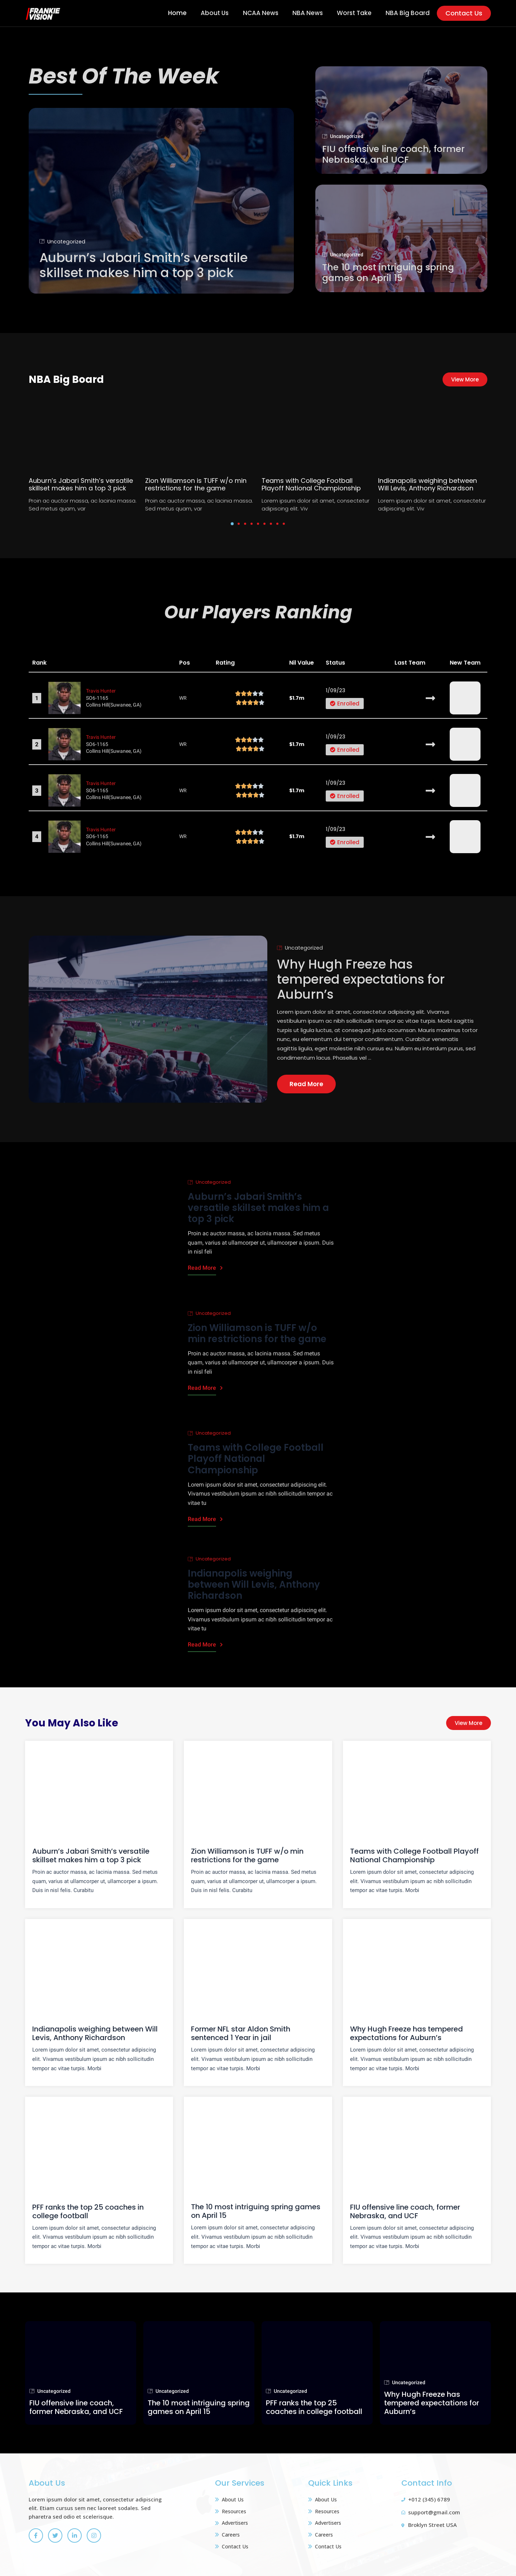 FRANKIE
VISION
Home About Us NCAA News NBA News Worst Take NBA Big Board Contact Us
Best Of The Week
Uncategorized
Auburn’s Jabari Smith’s versatile
skillset makes him a top 3 pick
Uncategorized
FIU offensive line coach, former
Nebraska, and UCF
Uncategorized
The 10 most intriguing spring
games on April 15
NBA Big Board
View More
Auburn’s Jabari Smith’s versatile
skillset makes him a top 3 pick
Proin ac auctor massa, ac lacinia massa.
Sed metus quam, var
Zion Williamson is TUFF w/o min
restrictions for the game
Proin ac auctor massa, ac lacinia massa.
Sed metus quam, var
Teams with College Football
Playoff National Championship
Lorem ipsum dolor sit amet, consectetur
adipiscing elit. Viv
Indianapolis weighing between
Will Levis, Anthony Richardson
Lorem ipsum dolor sit amet, consectetur
adipiscing elit. Viv
Our Players Ranking
Rank Pos Rating Nil Value Status Last Team New Team
1
Travis Hunter
SO6-1165
Collins Hill(Suwanee, GA)
WR
$1.7m
1/09/23
Enrolled
2
Travis Hunter
SO6-1165
Collins Hill(Suwanee, GA)
WR
$1.7m
1/09/23
Enrolled
3
Travis Hunter
SO6-1165
Collins Hill(Suwanee, GA)
WR
$1.7m
1/09/23
Enrolled
4
Travis Hunter
SO6-1165
Collins Hill(Suwanee, GA)
WR
$1.7m
1/09/23
Enrolled
Uncategorized
Why Hugh Freeze has
tempered expectations for
Auburn’s
Lorem ipsum dolor sit amet, consectetur adipiscing elit. Vivamus
vestibulum ipsum ac nibh sollicitudin tempor ac vitae turpis. Morbi sagittis
turpis ut ligula luctus, at consequat justo accumsan. Mauris maximus tortor
nunc, eu elementum dui tempor condimentum. Curabitur venenatis
sagittis ligula, eget molestie nibh cursus eu. Nullam eu interdum purus, sed
condimentum lacus. Phasellus vel ...
Read More
Uncategorized
Auburn’s Jabari Smith’s
versatile skillset makes him a
top 3 pick
Proin ac auctor massa, ac lacinia massa. Sed metus
quam, varius at ullamcorper ut, ullamcorper a ipsum. Duis
in nisl feli
Read More
Uncategorized
Zion Williamson is TUFF w/o
min restrictions for the game
Proin ac auctor massa, ac lacinia massa. Sed metus
quam, varius at ullamcorper ut, ullamcorper a ipsum. Duis
in nisl feli
Read More
Uncategorized
Teams with College Football
Playoff National
Championship
Lorem ipsum dolor sit amet, consectetur adipiscing elit.
Vivamus vestibulum ipsum ac nibh sollicitudin tempor ac
vitae tu
Read More
Uncategorized
Indianapolis weighing
between Will Levis, Anthony
Richardson
Lorem ipsum dolor sit amet, consectetur adipiscing elit.
Vivamus vestibulum ipsum ac nibh sollicitudin tempor ac
vitae tu
Read More
You May Also Like
View More
Auburn’s Jabari Smith’s versatile
skillset makes him a top 3 pick
Proin ac auctor massa, ac lacinia massa. Sed metus
quam, varius at ullamcorper ut, ullamcorper a ipsum.
Duis in nisl felis. Curabitu
Zion Williamson is TUFF w/o min
restrictions for the game
Proin ac auctor massa, ac lacinia massa. Sed metus
quam, varius at ullamcorper ut, ullamcorper a ipsum.
Duis in nisl felis. Curabitu
Teams with College Football Playoff
National Championship
Lorem ipsum dolor sit amet, consectetur adipiscing
elit. Vivamus vestibulum ipsum ac nibh sollicitudin
tempor ac vitae turpis. Morbi
Indianapolis weighing between Will
Levis, Anthony Richardson
Lorem ipsum dolor sit amet, consectetur adipiscing
elit. Vivamus vestibulum ipsum ac nibh sollicitudin
tempor ac vitae turpis. Morbi
Former NFL star Aldon Smith
sentenced 1 Year in jail
Lorem ipsum dolor sit amet, consectetur adipiscing
elit. Vivamus vestibulum ipsum ac nibh sollicitudin
tempor ac vitae turpis. Morbi
Why Hugh Freeze has tempered
expectations for Auburn’s
Lorem ipsum dolor sit amet, consectetur adipiscing
elit. Vivamus vestibulum ipsum ac nibh sollicitudin
tempor ac vitae turpis. Morbi
PFF ranks the top 25 coaches in
college football
Lorem ipsum dolor sit amet, consectetur adipiscing
elit. Vivamus vestibulum ipsum ac nibh sollicitudin
tempor ac vitae turpis. Morbi
The 10 most intriguing spring games
on April 15
Lorem ipsum dolor sit amet, consectetur adipiscing
elit. Vivamus vestibulum ipsum ac nibh sollicitudin
tempor ac vitae turpis. Morbi
FIU offensive line coach, former
Nebraska, and UCF
Lorem ipsum dolor sit amet, consectetur adipiscing
elit. Vivamus vestibulum ipsum ac nibh sollicitudin
tempor ac vitae turpis. Morbi
Uncategorized
FIU offensive line coach,
former Nebraska, and UCF
Uncategorized
The 10 most intriguing spring
games on April 15
Uncategorized
PFF ranks the top 25
coaches in college football
Uncategorized
Why Hugh Freeze has
tempered expectations for
Auburn’s
About Us
Lorem ipsum dolor sit amet, consectetur adipiscing
elit. Etiam cursus sem nec laoreet sodales. Sed
pharetra sed odio et scelerisque.
Our Services
About Us
Resources
Advertisers
Careers
Contact Us
Quick Links
About Us
Resources
Advertisers
Careers
Contact Us
Contact Info
+012 (345) 6789
support@gmail.com
Broklyn Street USA